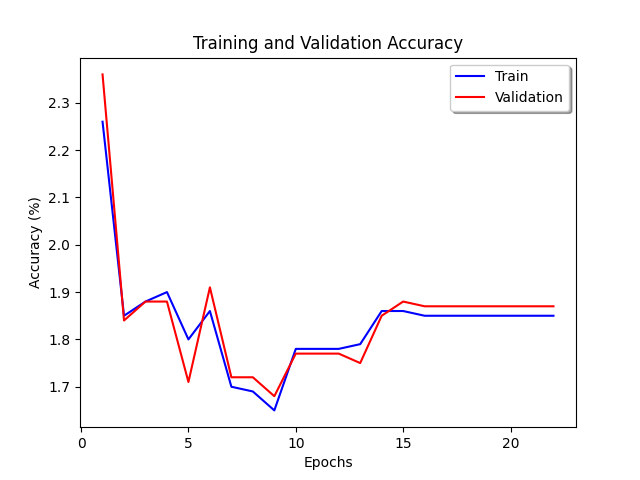 Training and Validation Accuracy
Train
Validation
2.3
2.2
2.1
2.0
1.9
1.8
1.7
Accuracy (%)
0 5 10 15 20
Epochs